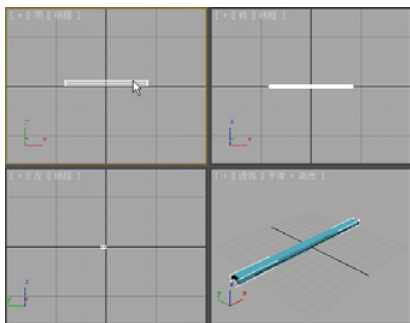 [ + ][ 顶 ][ 线框 ]
[ + ][ 前 ][ 线框 ]
[ + ][ 左 ][ 线框 ]
[ + ][ 透视 ][ 平滑 + 高光 ]